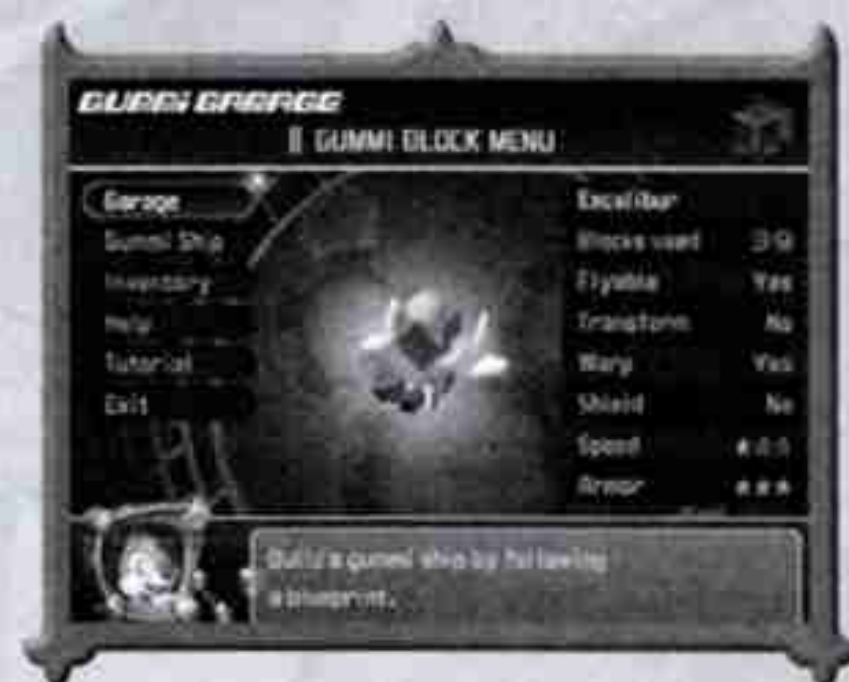 GUMMI GARAGE
GUMMI BLOCK MENU
Garage
Gummi Ship
Inventory
Help
Tutorial
Exit
Excalibur
Blocks used 39
Flyable Yes
Transform No
Warp Yes
Shield No
Speed ★☆☆
Armor ★★★
Build a gummi ship by following
a blueprint.